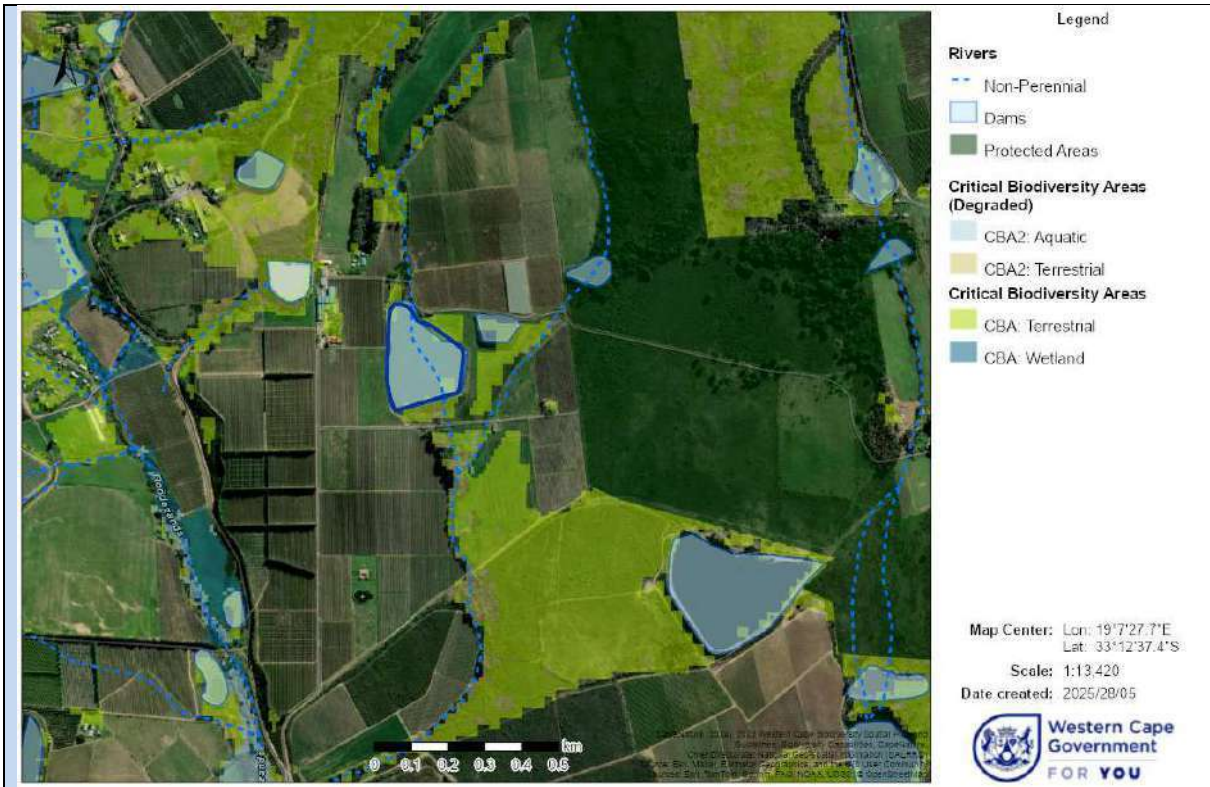 Legend
Rivers
Non-Perennial
Dams
Protected Areas
Critical Biodiversity Areas
(Degraded)
CBA2: Aquatic
CBA2: Terrestrial
Critical Biodiversity Areas
CBA: Terrestrial
CBA: Wetland
km
0 0.1 0.2 0.3 0.4 0.5
Map Center: Lon: 19°7'27.7"E
Lat: 33°12'37.4"S
Scale: 1:13,420
Date created: 2025/28/05
Western Cape
Government
FOR YOU